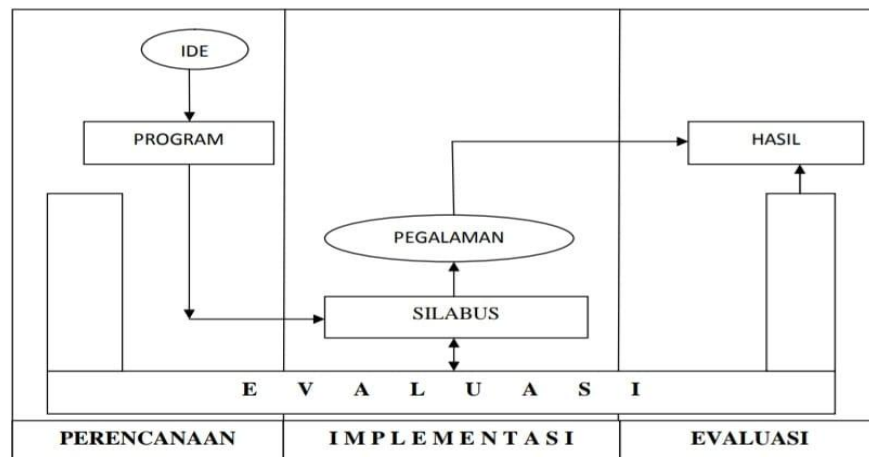 IDE
PROGRAM
HASIL
PEGALAMAN
SILABUS
E V A L U A S I
PERENCANAAN
I M P L E M E N T A S I
EVALUASI